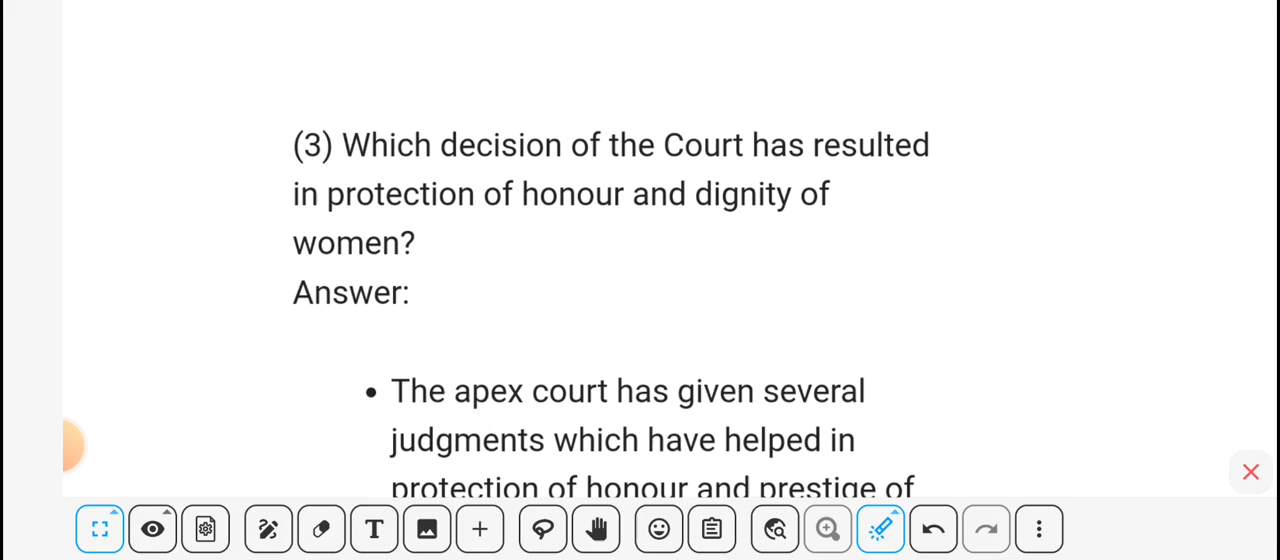 (3) Which decision of the Court has resulted
in protection of honour and dignity of
women?
Answer:
• The apex court has given several
judgments which have helped in
protection of honour and prestige of